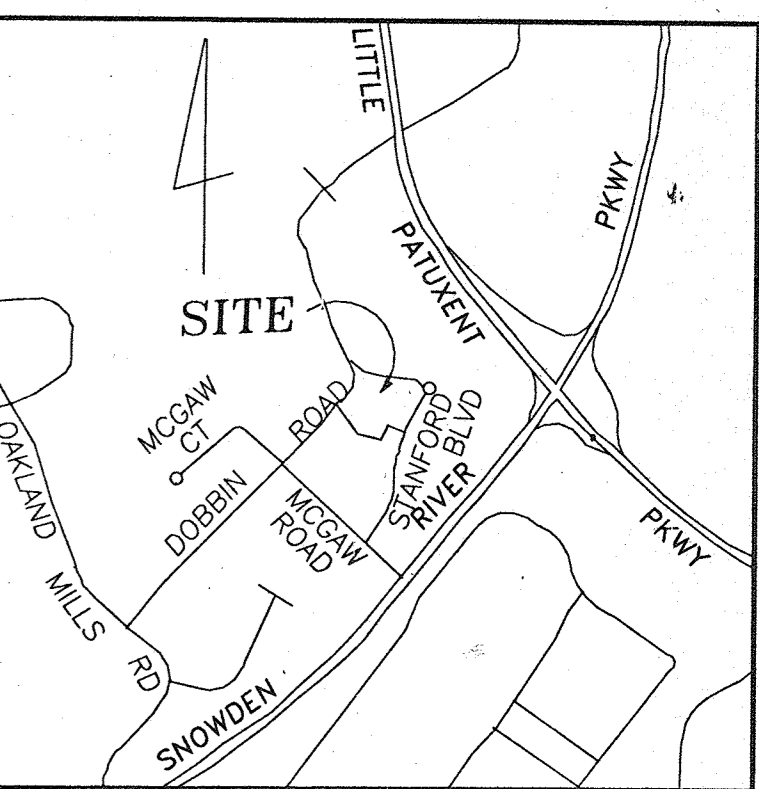 LITTLE
PATUXENT
PKWY
PKWY
SITE
MCGAW
CT
ROAD
DOBBIN
STANFORD
BLVD
RIVER
MCGAW
ROAD
OAKLAND
MILLS
RD
SNOWDEN